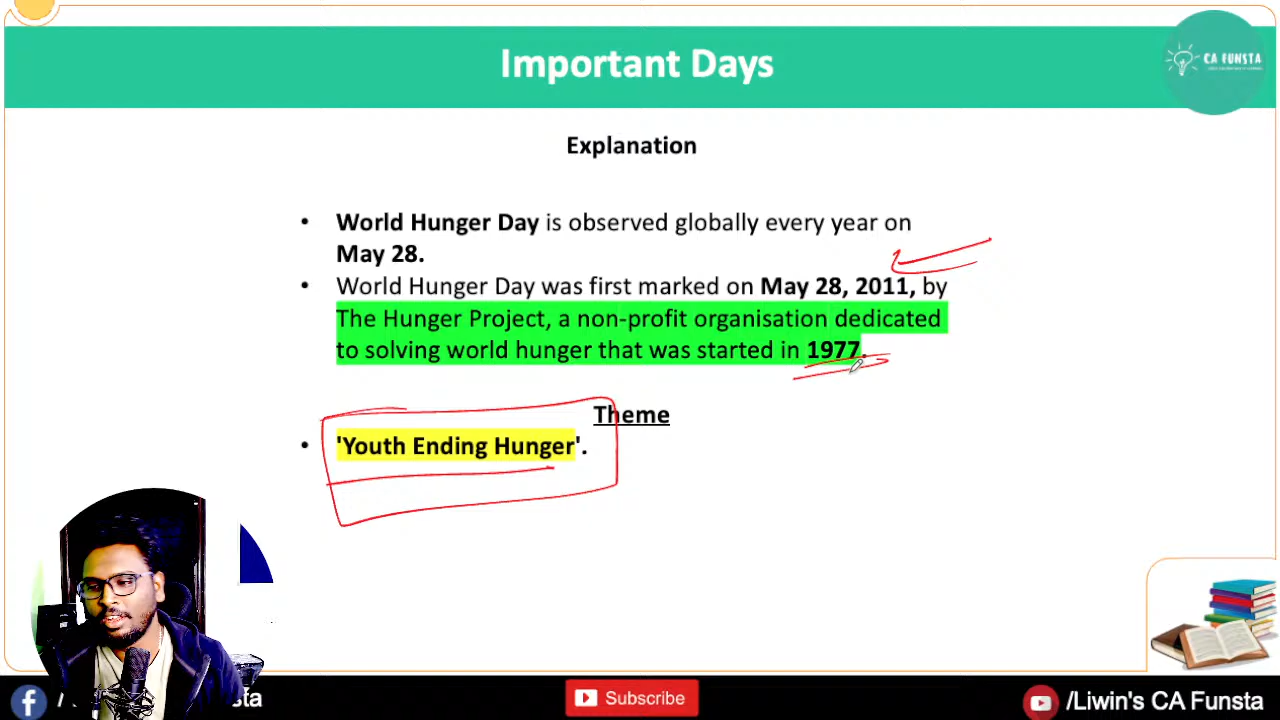 Important Days
CA FUNSTA
Explanation
• World Hunger Day is observed globally every year on
May 28.
• World Hunger Day was first marked on May 28, 2011, by
The Hunger Project, a non-profit organisation dedicated
to solving world hunger that was started in 1977.
Theme
• 'Youth Ending Hunger'.
sta
Subscribe
/Liwin's CA Funsta